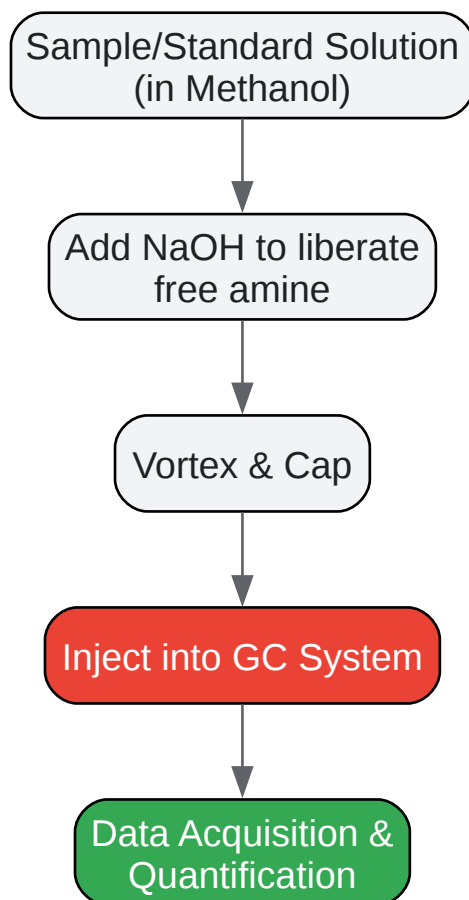 Sample/Standard Solution
(in Methanol)
Add NaOH to liberate
free amine
Vortex & Cap
Inject into GC System
Data Acquisition &
Quantification